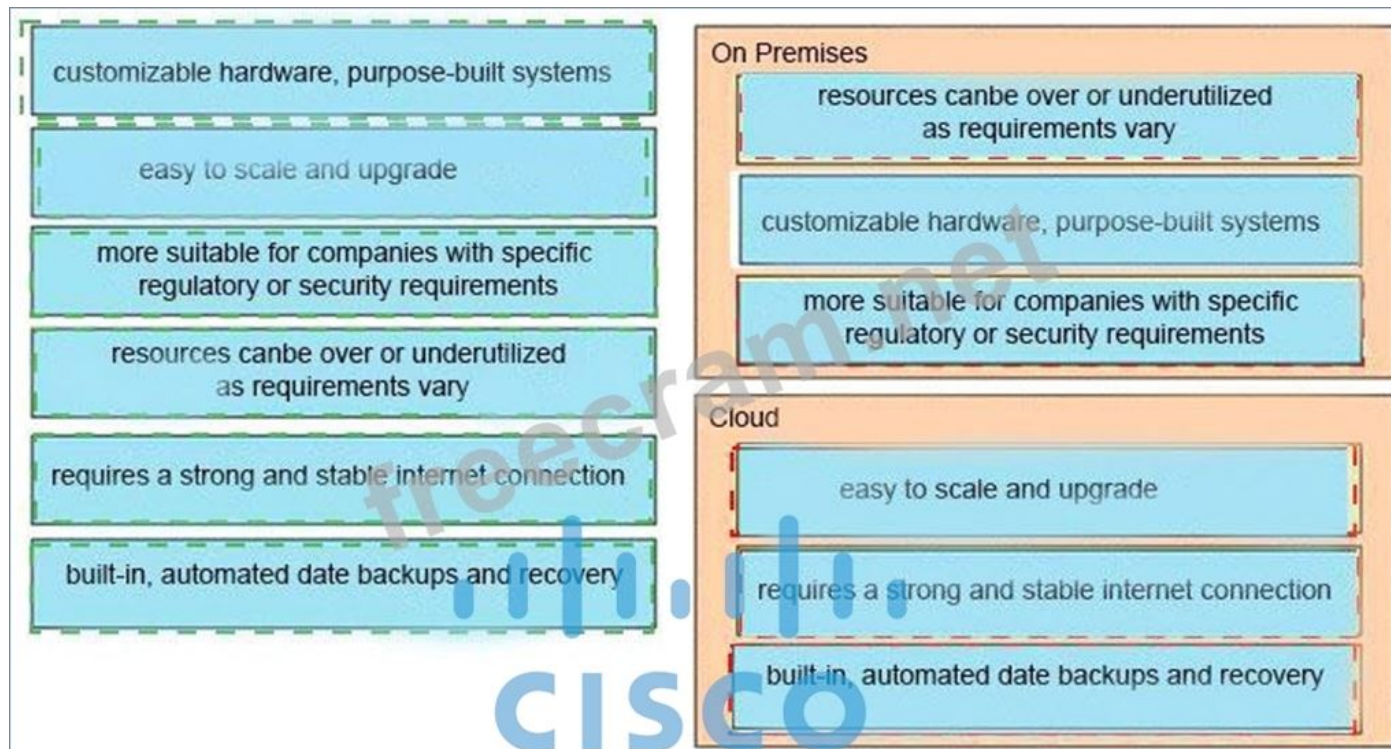 customizable hardware, purpose-built systems
easy to scale and upgrade
more suitable for companies with specific
regulatory or security requirements
resources canbe over or underutilized
as requirements vary
requires a strong and stable internet connection
built-in, automated date backups and recovery
On Premises
resources canbe over or underutilized
as requirements vary
customizable hardware, purpose-built systems
more suitable for companies with specific
regulatory or security requirements
Cloud
easy to scale and upgrade
requires a strong and stable internet connection
built-in, automated date backups and recovery
freecram.net
CISCO